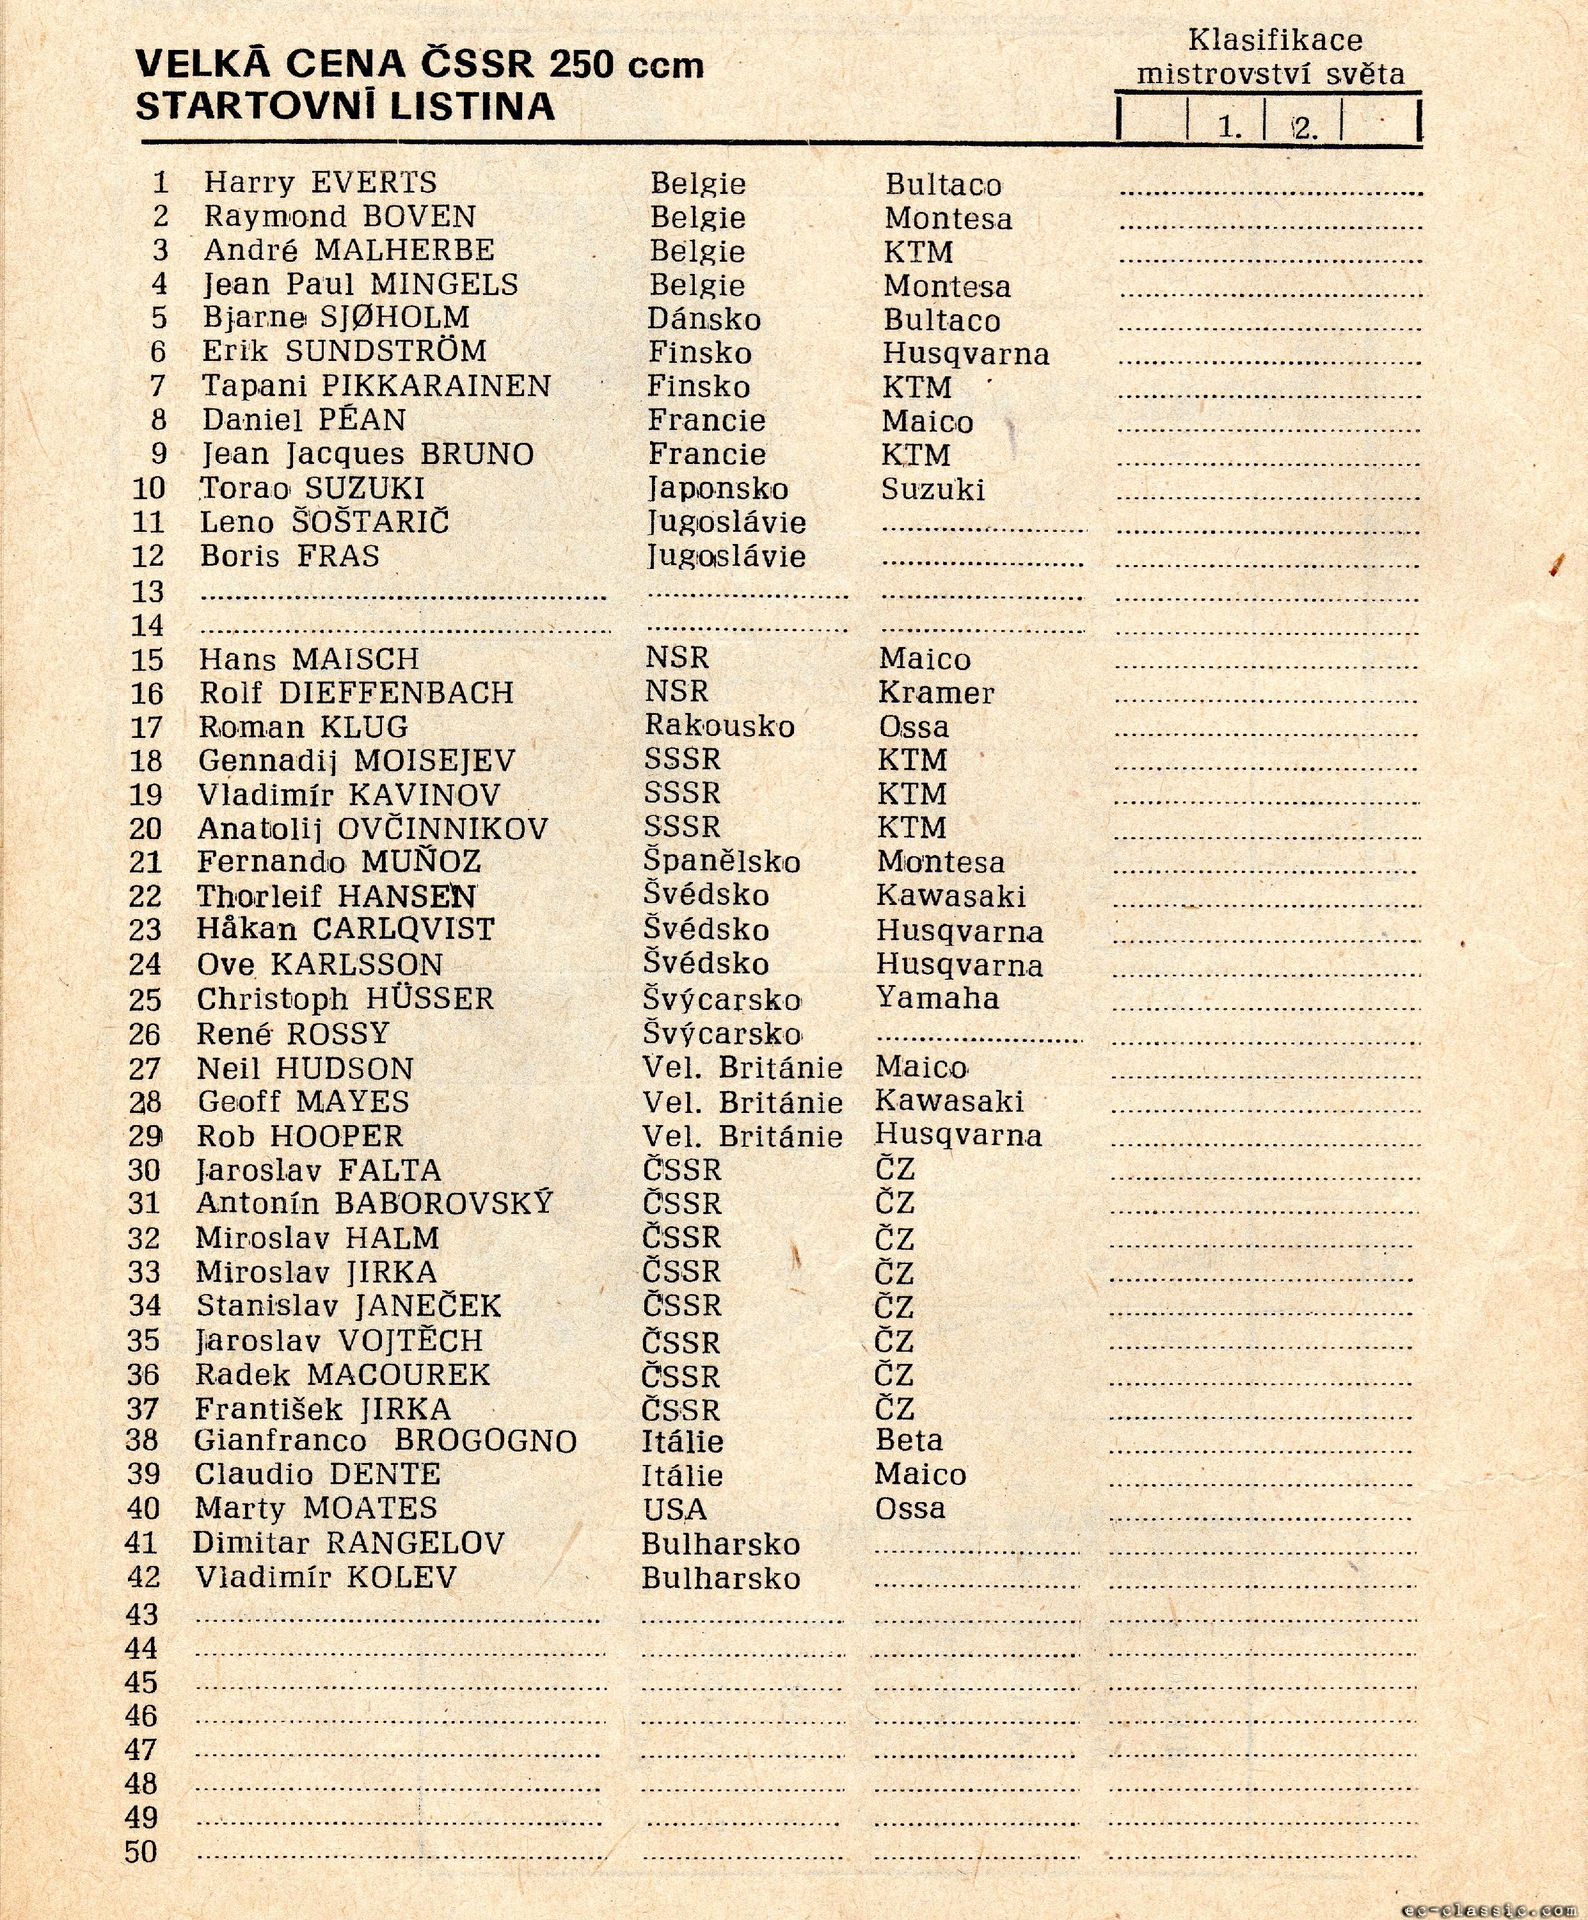 VELKÁ CENA ČSSR 250 ccm
STARTOVNÍ LISTINA
Klasifikace
mistrovství světa
1. 2.
1 Harry EVERTS Belgie Bultaco
2 Raymond BOVEN Belgie Montesa
3 André MALHERBE Belgie KTM
4 Jean Paul MINGELS Belgie Montesa
5 Bjarne SJØHOLM Dánsko Bultaco
6 Erik SUNDSTRÖM Finsko Husqvarna
7 Tapani PIKKARAINEN Finsko KTM
8 Daniel PÉAN Francie Maico
9 Jean Jacques BRUNO Francie KTM
10 Torao SUZUKI Japonsko Suzuki
11 Leno ŠOŠTARIČ Jugoslávie
12 Boris FRAS Jugoslávie
13
14
15 Hans MAISCH NSR Maico
16 Rolf DIEFFENBACH NSR Kramer
17 Roman KLUG Rakousko Ossa
18 Gennadij MOISEJEV SSSR KTM
19 Vladimír KAVINOV SSSR KTM
20 Anatolij OVČINNIKOV SSSR KTM
21 Fernando MUÑOZ Španělsko Montesa
22 Thorleif HANSEN Švédsko Kawasaki
23 Håkan CARLQVIST Švédsko Husqvarna
24 Ove KARLSSON Švédsko Husqvarna
25 Christoph HÜSSER Švýcarsko Yamaha
26 René ROSSY Švýcarsko
27 Neil HUDSON Vel. Británie Maico
28 Geoff MAYES Vel. Británie Kawasaki
29 Rob HOOPER Vel. Británie Husqvarna
30 Jaroslav FALTA ČSSR ČZ
31 Antonín BABOROVSKÝ ČSSR ČZ
32 Miroslav HALM ČSSR ČZ
33 Miroslav JIRKA ČSSR ČZ
34 Stanislav JANEČEK ČSSR ČZ
35 Jaroslav VOJTĚCH ČSSR ČZ
36 Radek MACOUREK ČSSR ČZ
37 František JIRKA ČSSR ČZ
38 Gianfranco BROGOGNO Itálie Beta
39 Claudio DENTE Itálie Maico
40 Marty MOATES USA Ossa
41 Dimitar RANGELOV Bulharsko
42 Vladimír KOLEV Bulharsko
43
44
45
46
47
48
49
50
ec-classic.com